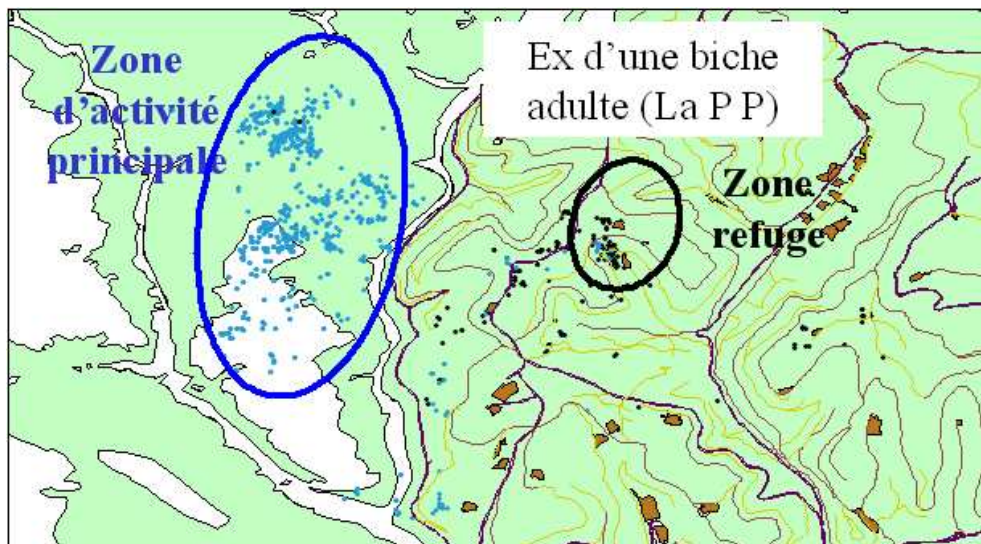 Zone
d'activité
principale
Ex d'une biche
adulte (La P P)
Zone
refuge